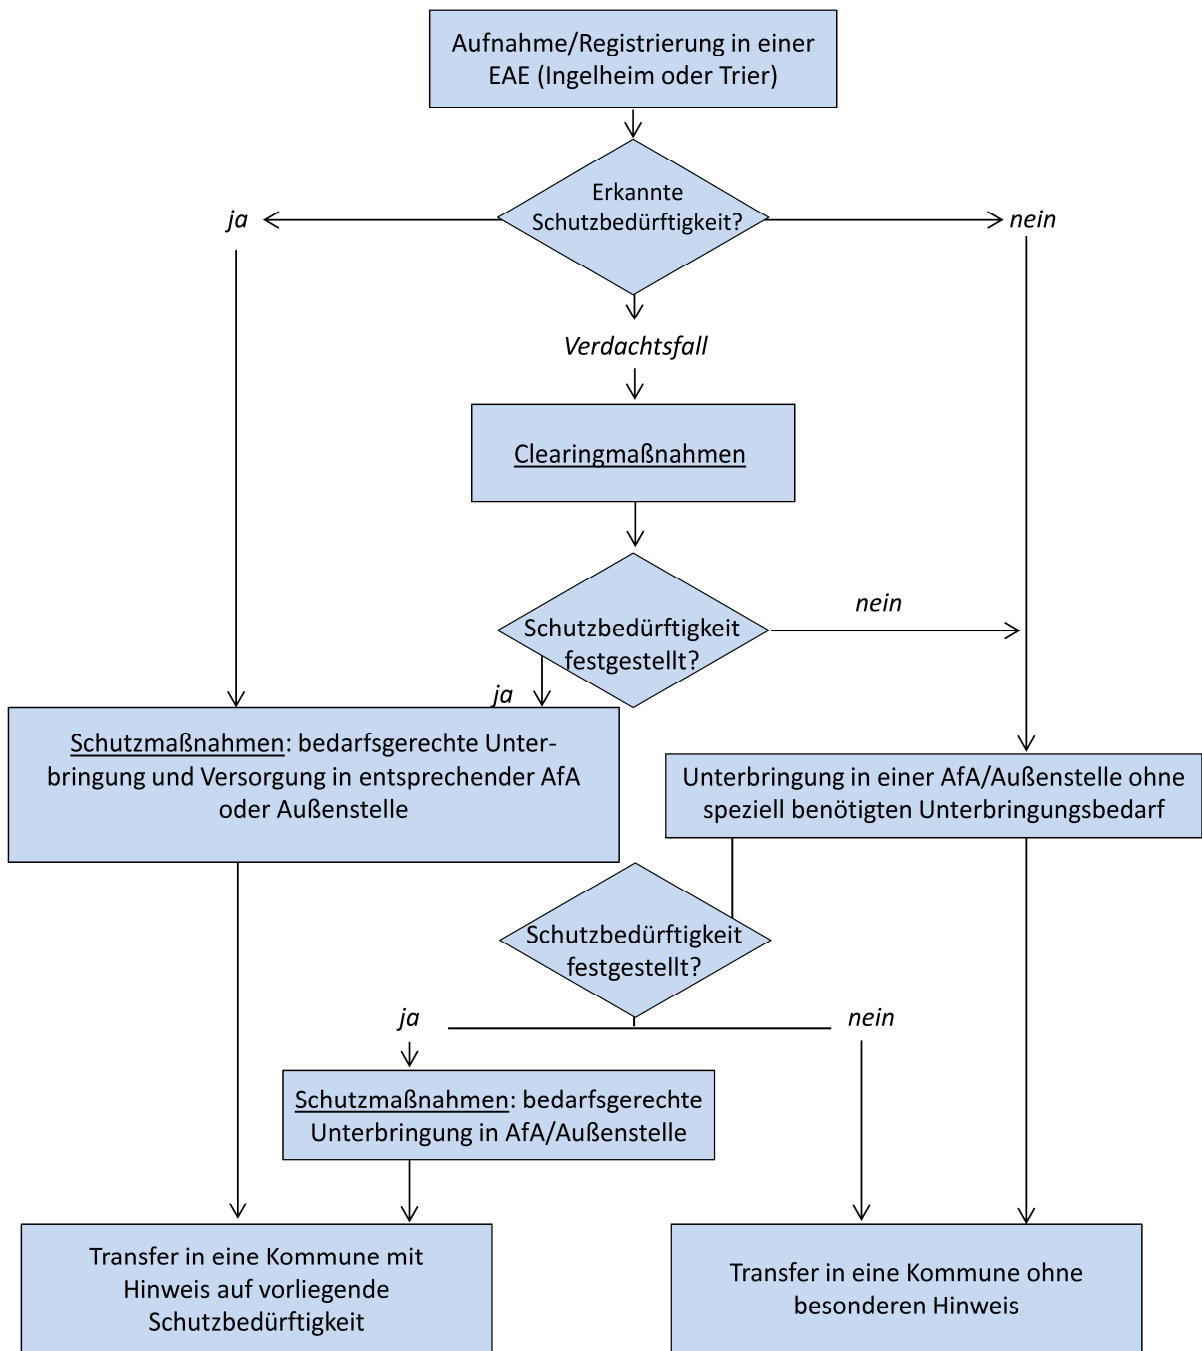 Aufnahme/Registrierung in einer
EAE (Ingelheim oder Trier)
Erkannte
Schutzbedürftigkeit?
ja
nein
Verdachtsfall
Clearingmaßnahmen
nein
Schutzbedürftigkeit
festgestellt?
ja
Schutzmaßnahmen: bedarfsgerechte Unter-
bringung und Versorgung in entsprechender AfA
oder Außenstelle
Unterbringung in einer AfA/Außenstelle ohne
speziell benötigten Unterbringungsbedarf
Schutzbedürftigkeit
festgestellt?
ja
nein
Schutzmaßnahmen: bedarfsgerechte
Unterbringung in AfA/Außenstelle
Transfer in eine Kommune mit
Hinweis auf vorliegende
Schutzbedürftigkeit
Transfer in eine Kommune ohne
besonderen Hinweis